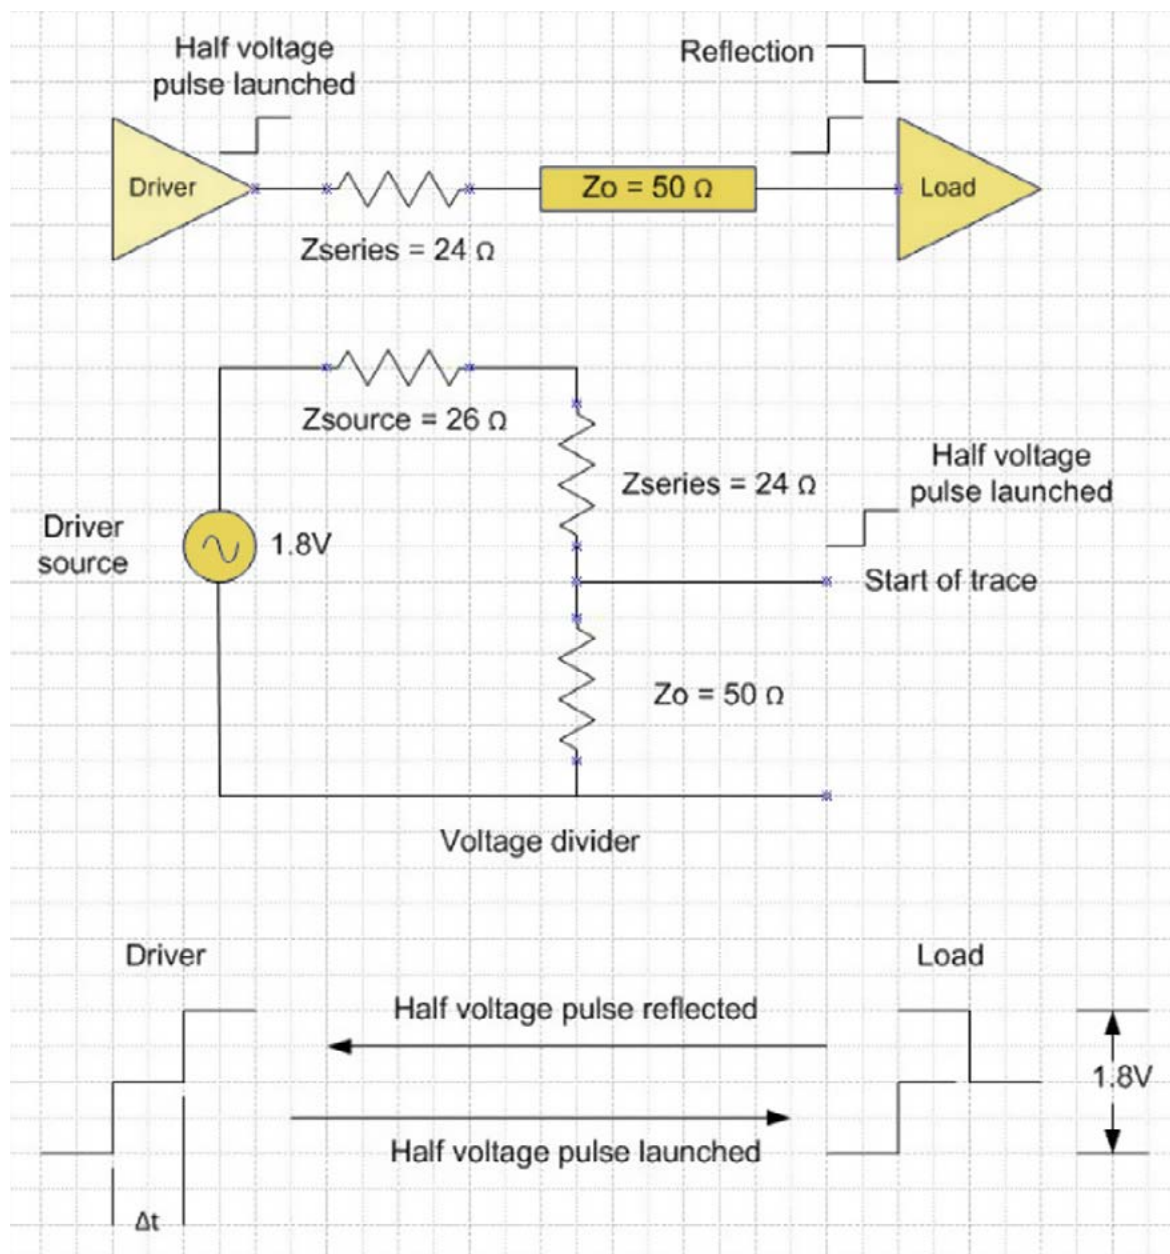 Half voltage
pulse launched
Reflection
Driver
Zo = 50 Ω
Load
Zseries = 24 Ω
Zsource = 26 Ω
Zseries = 24 Ω
Half voltage
pulse launched
Driver
source
1.8V
Start of trace
Zo = 50 Ω
Voltage divider
Driver
Load
Half voltage pulse reflected
1.8V
Half voltage pulse launched
Δt